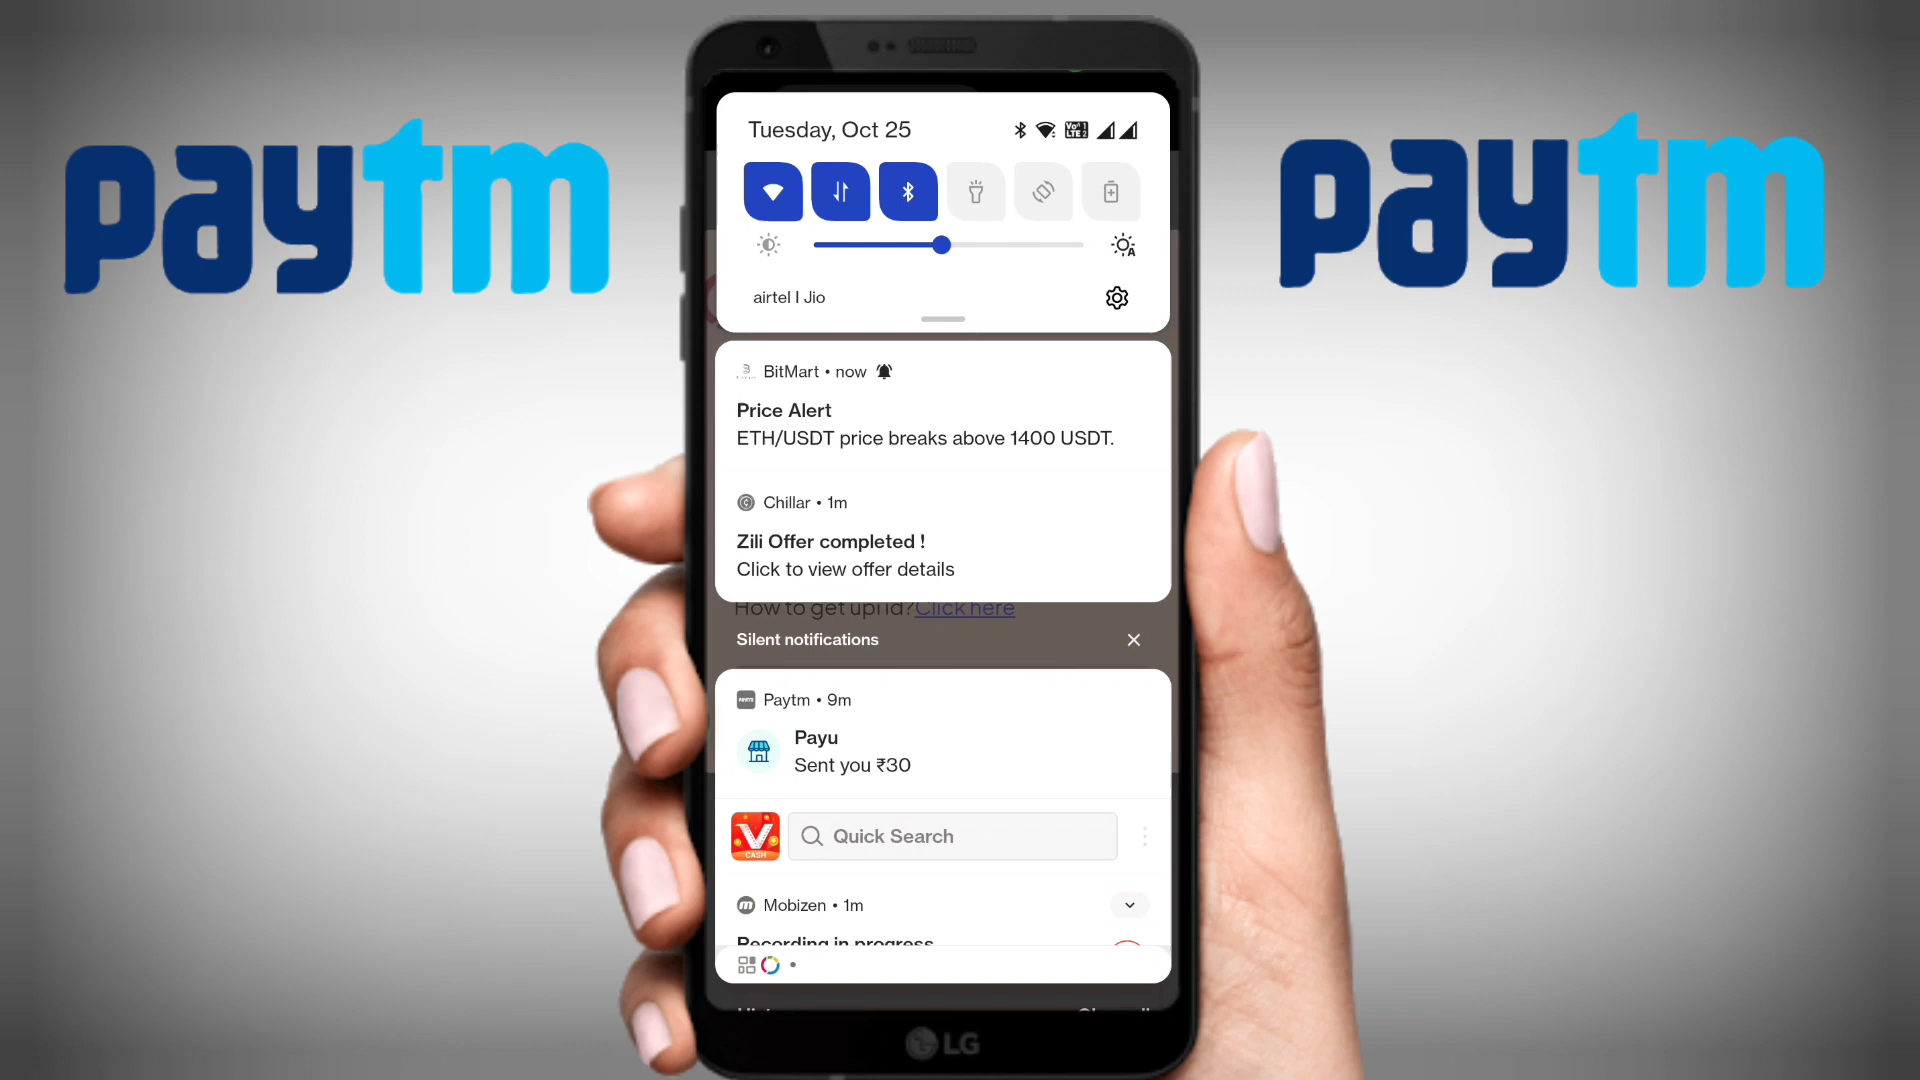 paytm
paytm
Tuesday, Oct 25
airtel I Jio
BitMart • now
Price Alert
ETH/USDT price breaks above 1400 USDT.
Chillar • 1m
Zili Offer completed !
Click to view offer details
How to get upi id? Click here
Silent notifications
Paytm • 9m
Payu
Sent you ₹30
CASH
Quick Search
Mobizen • 1m
Recording in progress
LG